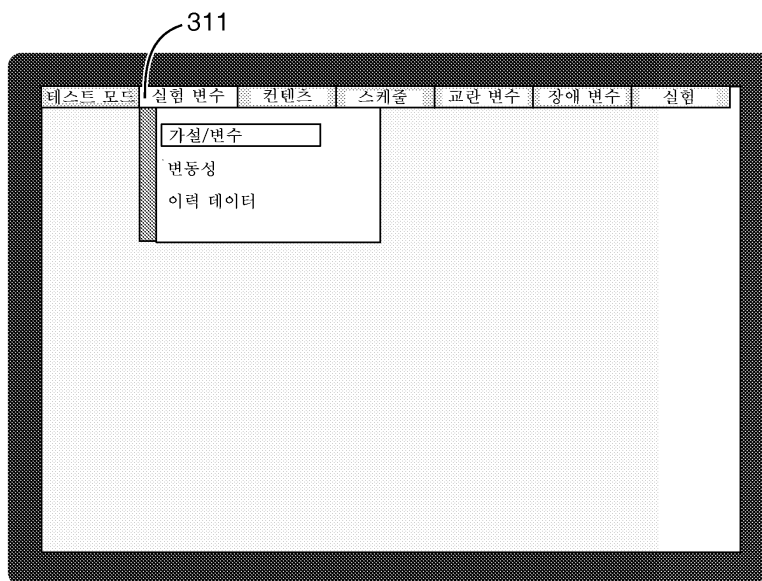 311
테스트 모드 실험 변수 컨텐츠 스케줄 교란 변수 장애 변수 실험
가설/변수
변동성
이력 데이터